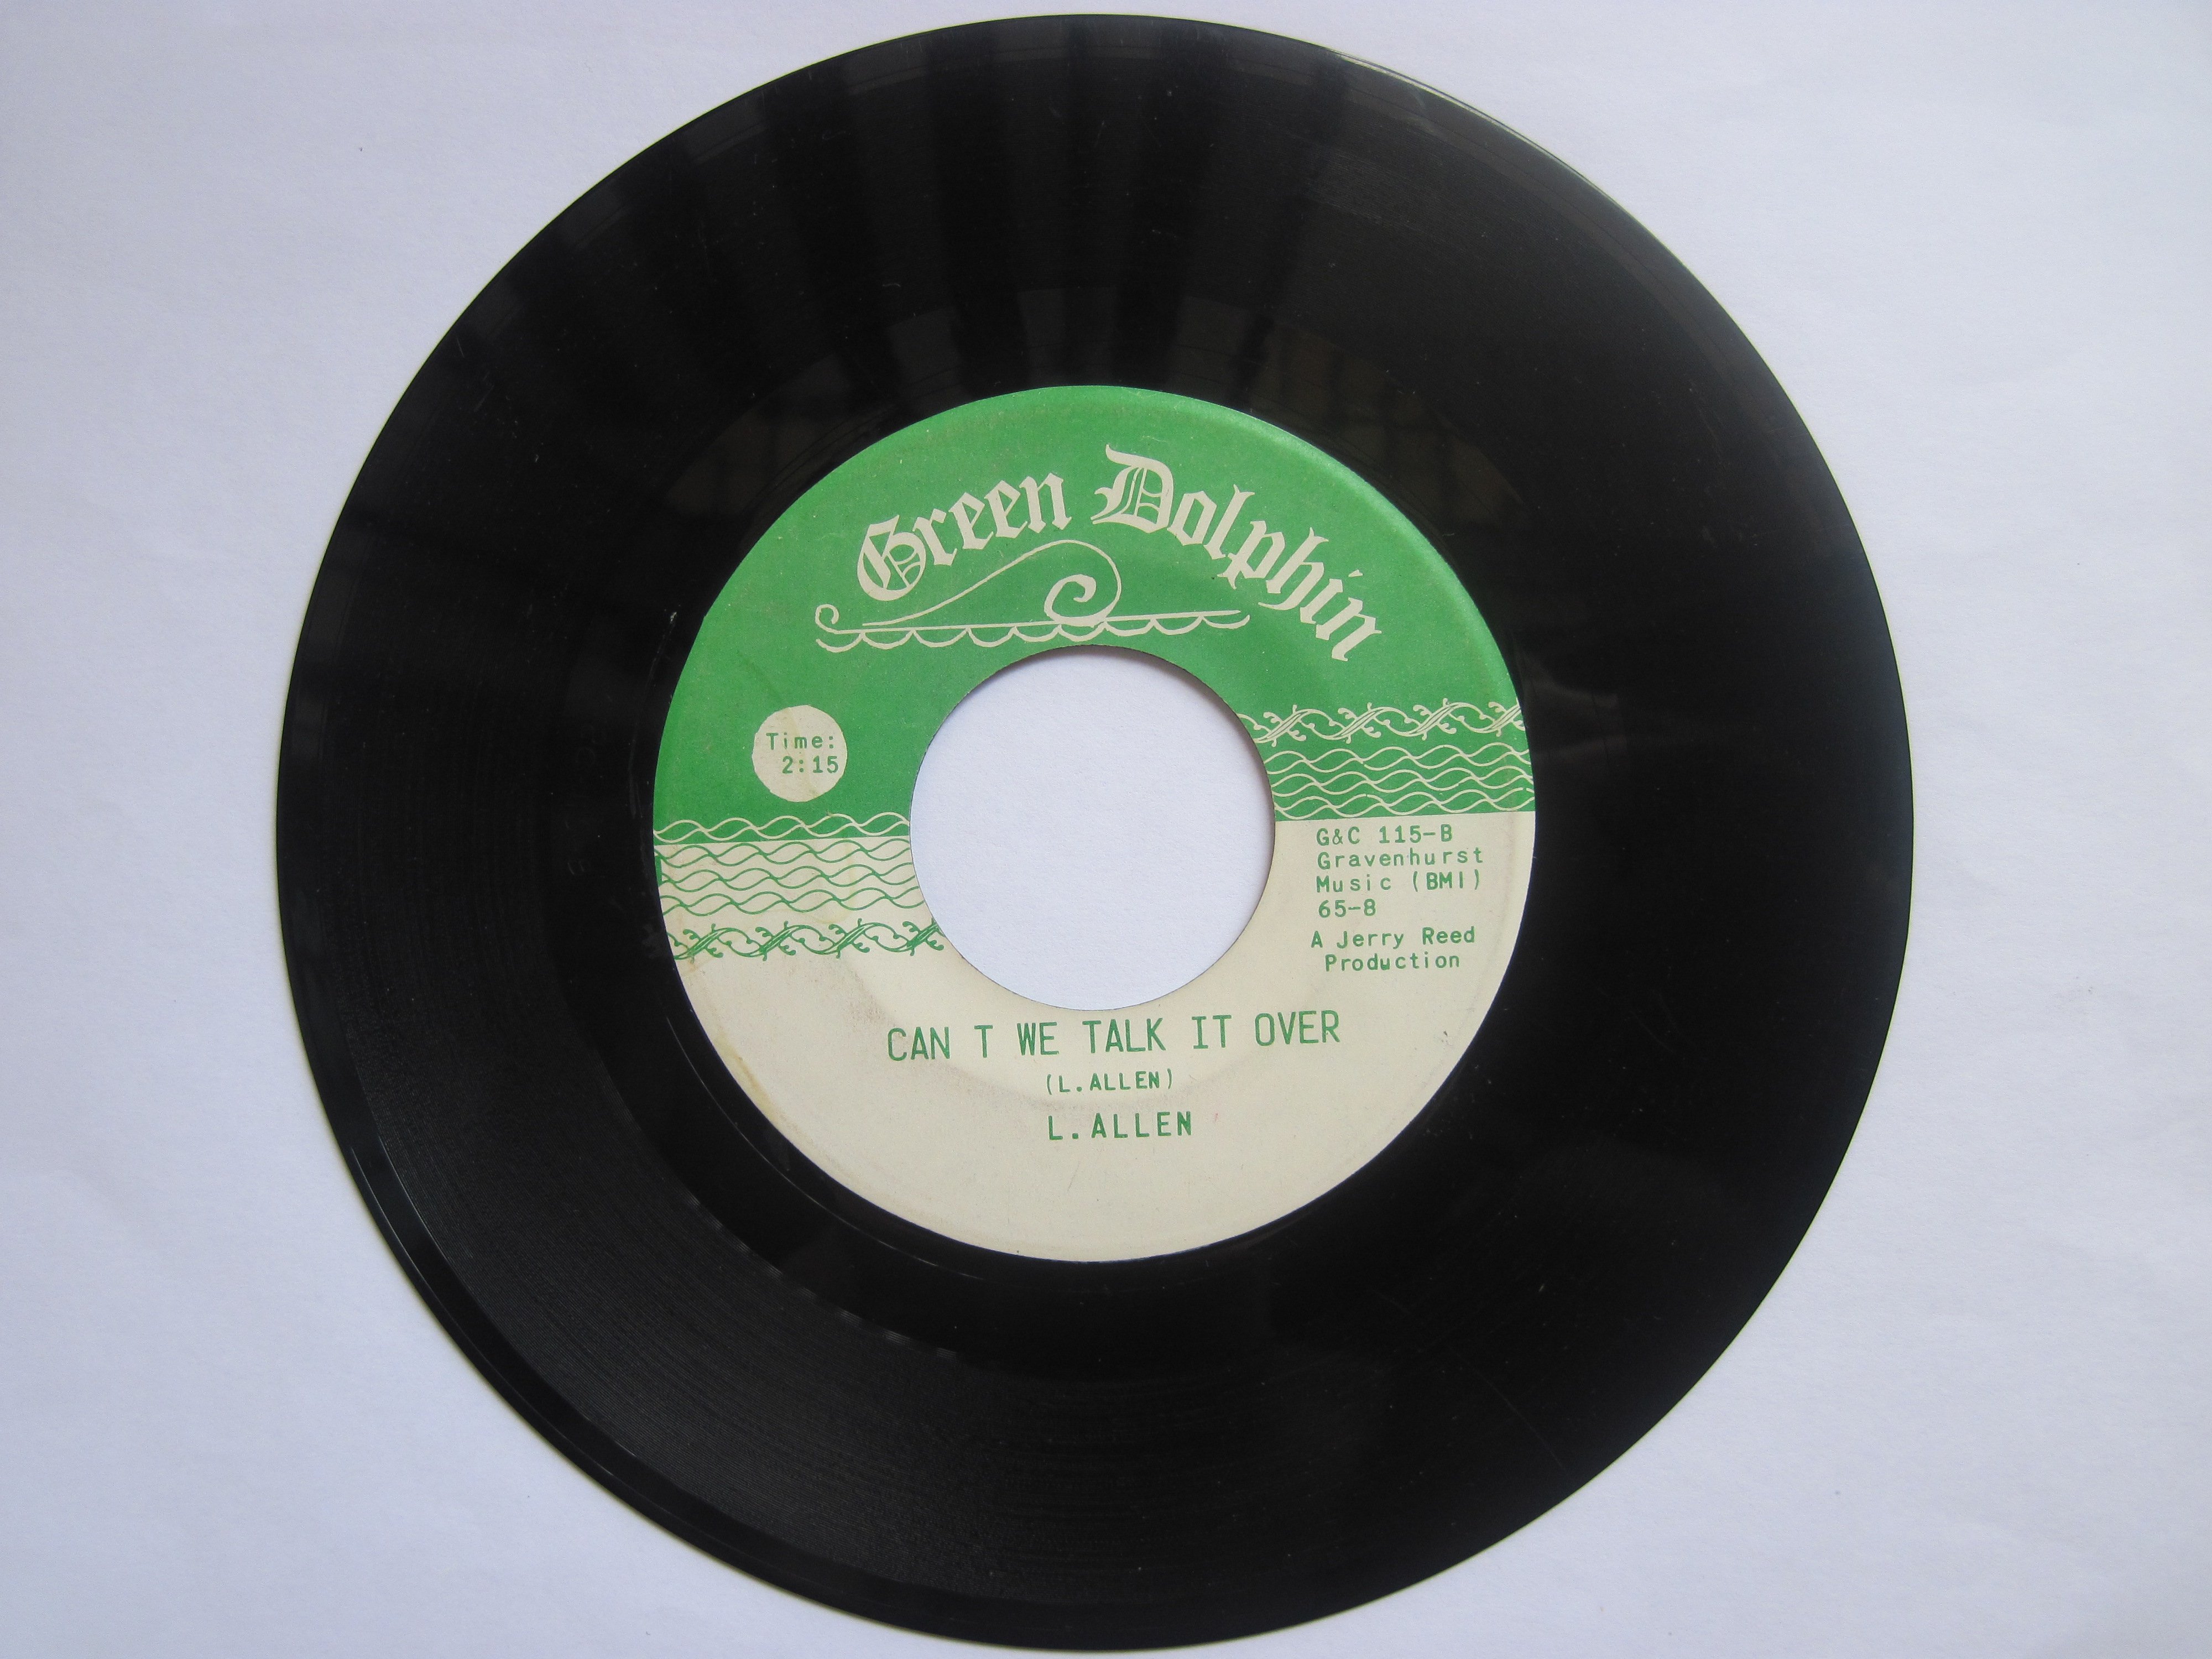 Green Dolphin
Time:
2:15
G&C 115-B
Gravenhurst
Music (BMI)
65-8
A Jerry Reed
Production
CAN T WE TALK IT OVER
(L.ALLEN)
L.ALLEN